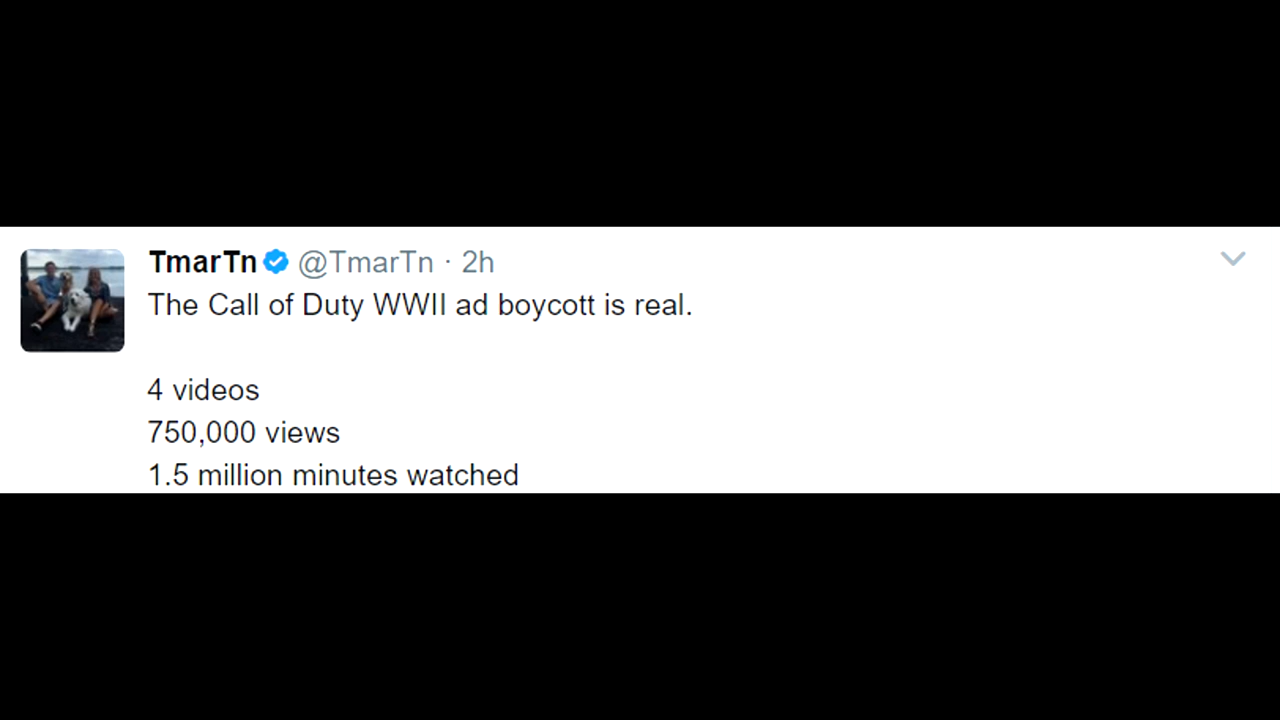 TmarTn @TmarTn · 2h
The Call of Duty WWII ad boycott is real.
4 videos
750,000 views
1.5 million minutes watched